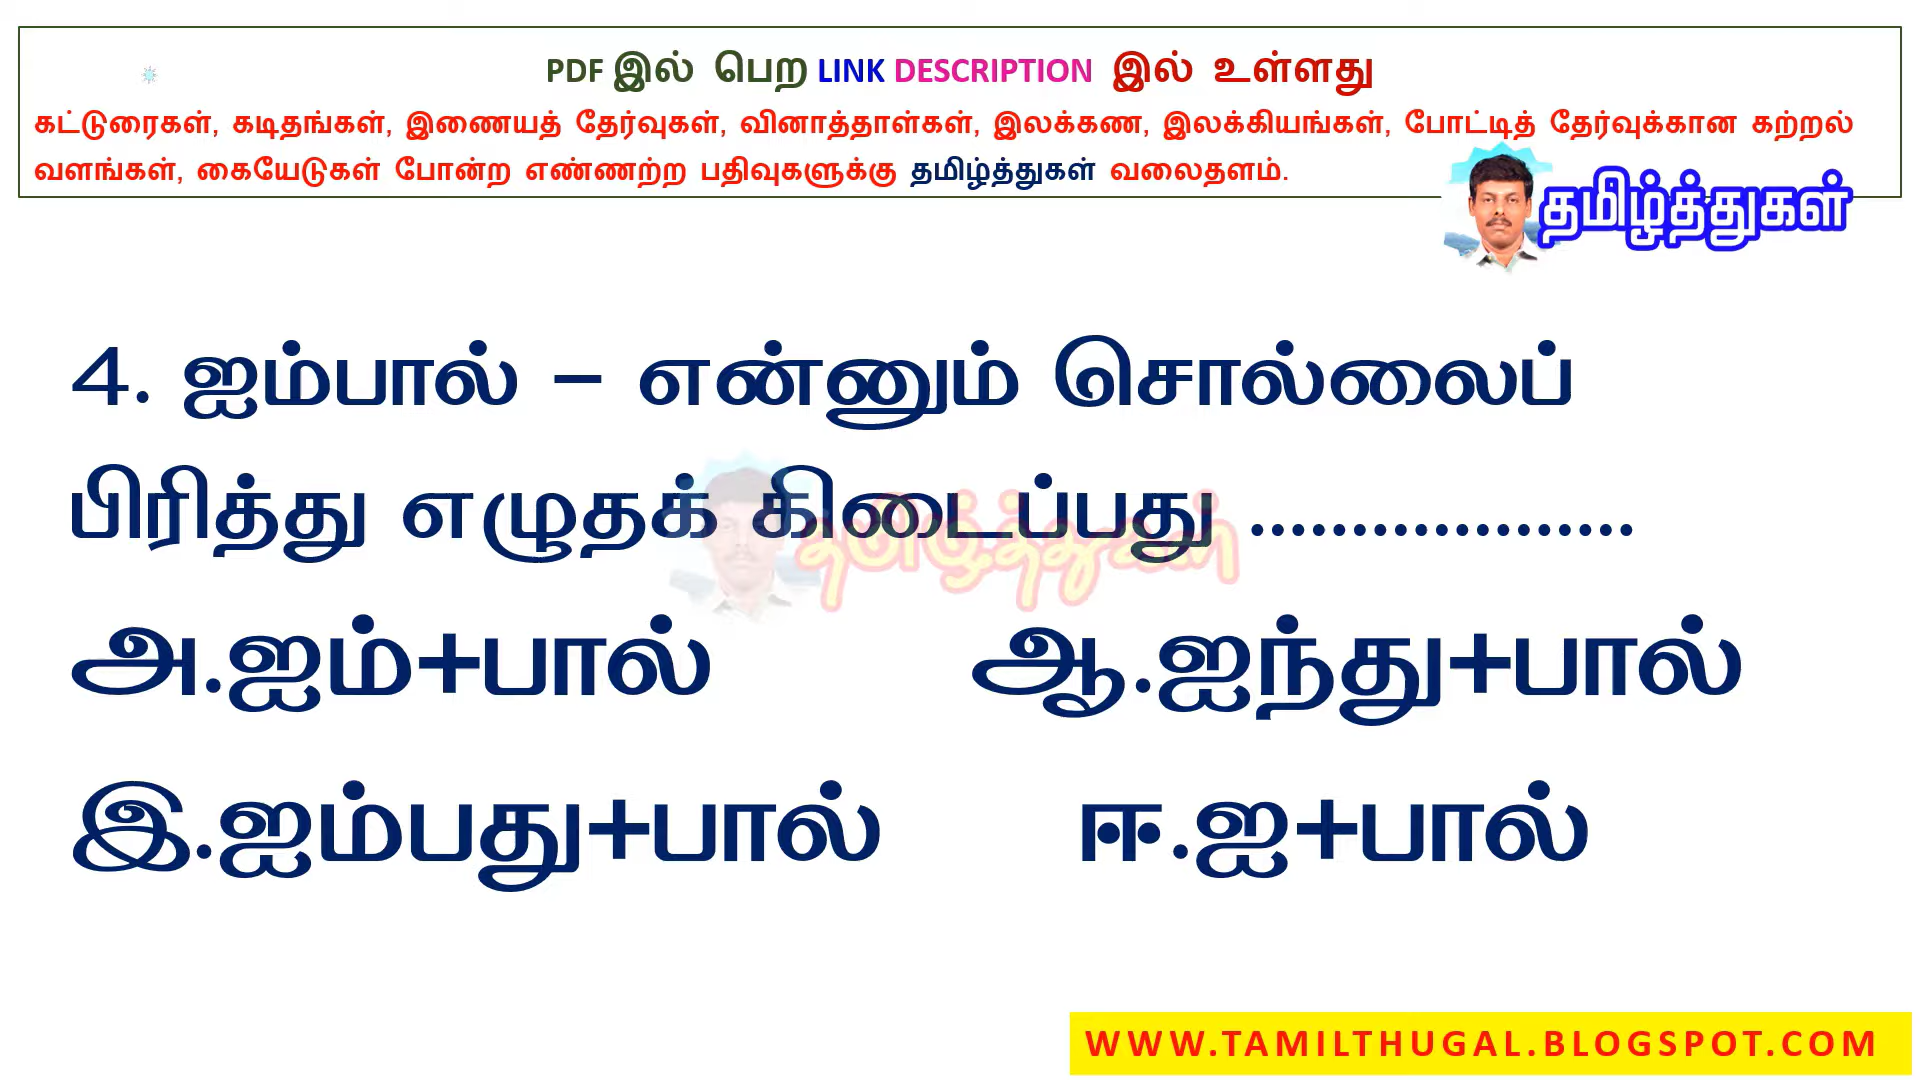 PDF இல் பெற LINK DESCRIPTION இல் உள்ளது
கட்டுரைகள், கடிதங்கள், இணையத் தேர்வுகள், வினாத்தாள்கள், இலக்கண, இலக்கியங்கள், போட்டித் தேர்வுக்கான கற்றல்
வளங்கள், கையேடுகள் போன்ற எண்ணற்ற பதிவுகளுக்கு தமிழ்த்துகள் வலைதளம்.
தமிழ்த்துகள்
4. ஐம்பால் – என்னும் சொல்லைப்
பிரித்து எழுதக் கிடைப்பது ...................
தமிழ்த்துகள்
அ.ஐம்+பால் ஆ.ஐந்து+பால்
இ.ஐம்பது+பால் ஈ.ஐ+பால்
WWW.TAMILTHUGAL.BLOGSPOT.COM